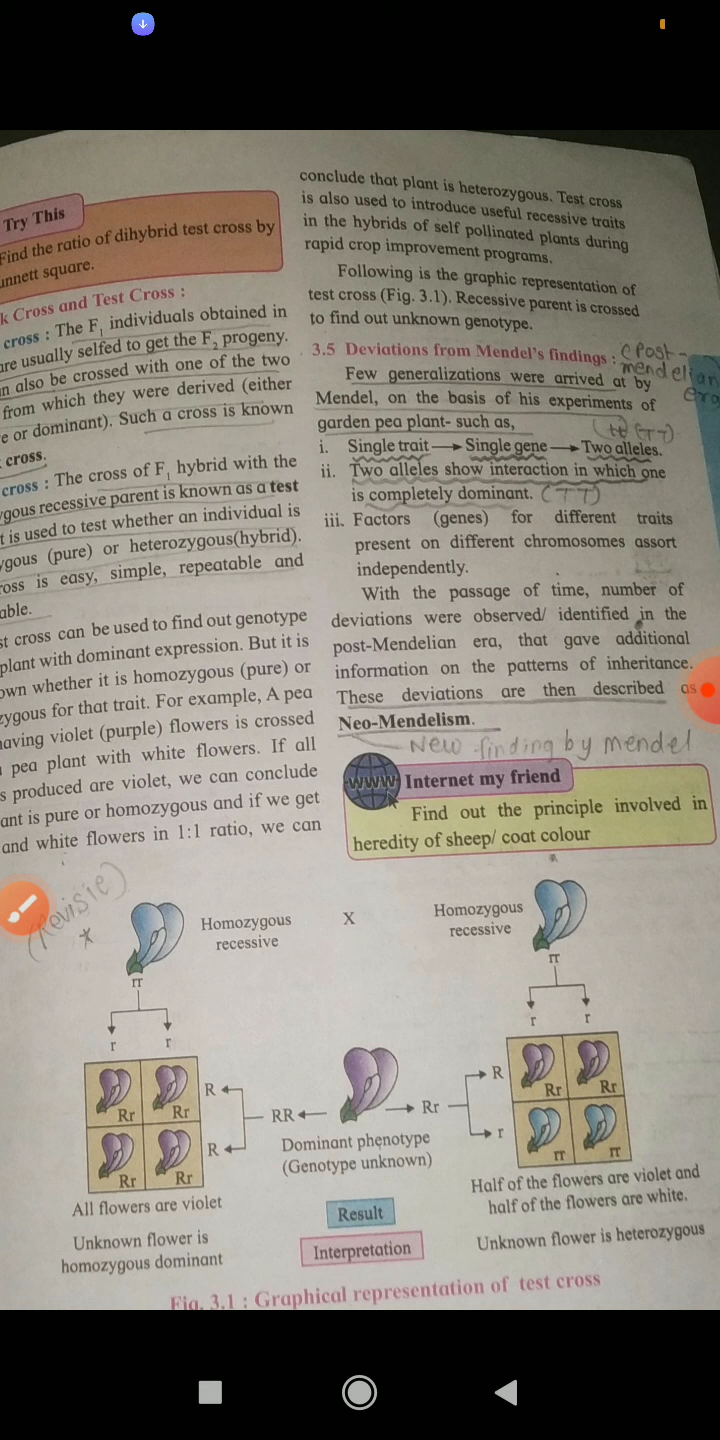 Try This
Find the ratio of dihybrid test cross by
unnett square.
k Cross and Test Cross :
cross : The F1 individuals obtained in
are usually selfed to get the F2 progeny.
n also be crossed with one of the two
from which they were derived (either
e or dominant). Such a cross is known
cross.
cross : The cross of F1 hybrid with the
ygous recessive parent is known as a test
t is used to test whether an individual is
ygous (pure) or heterozygous(hybrid).
ross is easy, simple, repeatable and
able.
st cross can be used to find out genotype
plant with dominant expression. But it is
own whether it is homozygous (pure) or
zygous for that trait. For example, A pea
having violet (purple) flowers is crossed
pea plant with white flowers. If all
s produced are violet, we can conclude
ant is pure or homozygous and if we get
and white flowers in 1:1 ratio, we can
conclude that plant is heterozygous. Test cross
is also used to introduce useful recessive traits
in the hybrids of self pollinated plants during
rapid crop improvement programs.
Following is the graphic representation of
test cross (Fig. 3.1). Recessive parent is crossed
to find out unknown genotype.
3.5 Deviations from Mendel's findings : (Post-
mendelian
era
Few generalizations were arrived at by
Mendel, on the basis of his experiments of
garden pea plant- such as,
(tt) (TT)
i. Single trait → Single gene → Two alleles.
ii. Two alleles show interaction in which one
is completely dominant. (TT)
iii. Factors (genes) for different traits
present on different chromosomes assort
independently.
With the passage of time, number of
deviations were observed/ identified in the
post-Mendelian era, that gave additional
information on the patterns of inheritance.
These deviations are then described as
Neo-Mendelism.
New finding by mendel
www Internet my friend
Find out the principle involved in
heredity of sheep/ coat colour
(Revisie)
Homozygous
recessive
X
Homozygous
recessive
rr
rr
r r
r r
Rr Rr
Rr Rr
R
R
RR
Rr
Dominant phenotype
(Genotype unknown)
R
r
Rr Rr
rr rr
All flowers are violet
Half of the flowers are violet and
half of the flowers are white.
Result
Unknown flower is
homozygous dominant
Interpretation
Unknown flower is heterozygous
Fig. 3.1 : Graphical representation of test cross